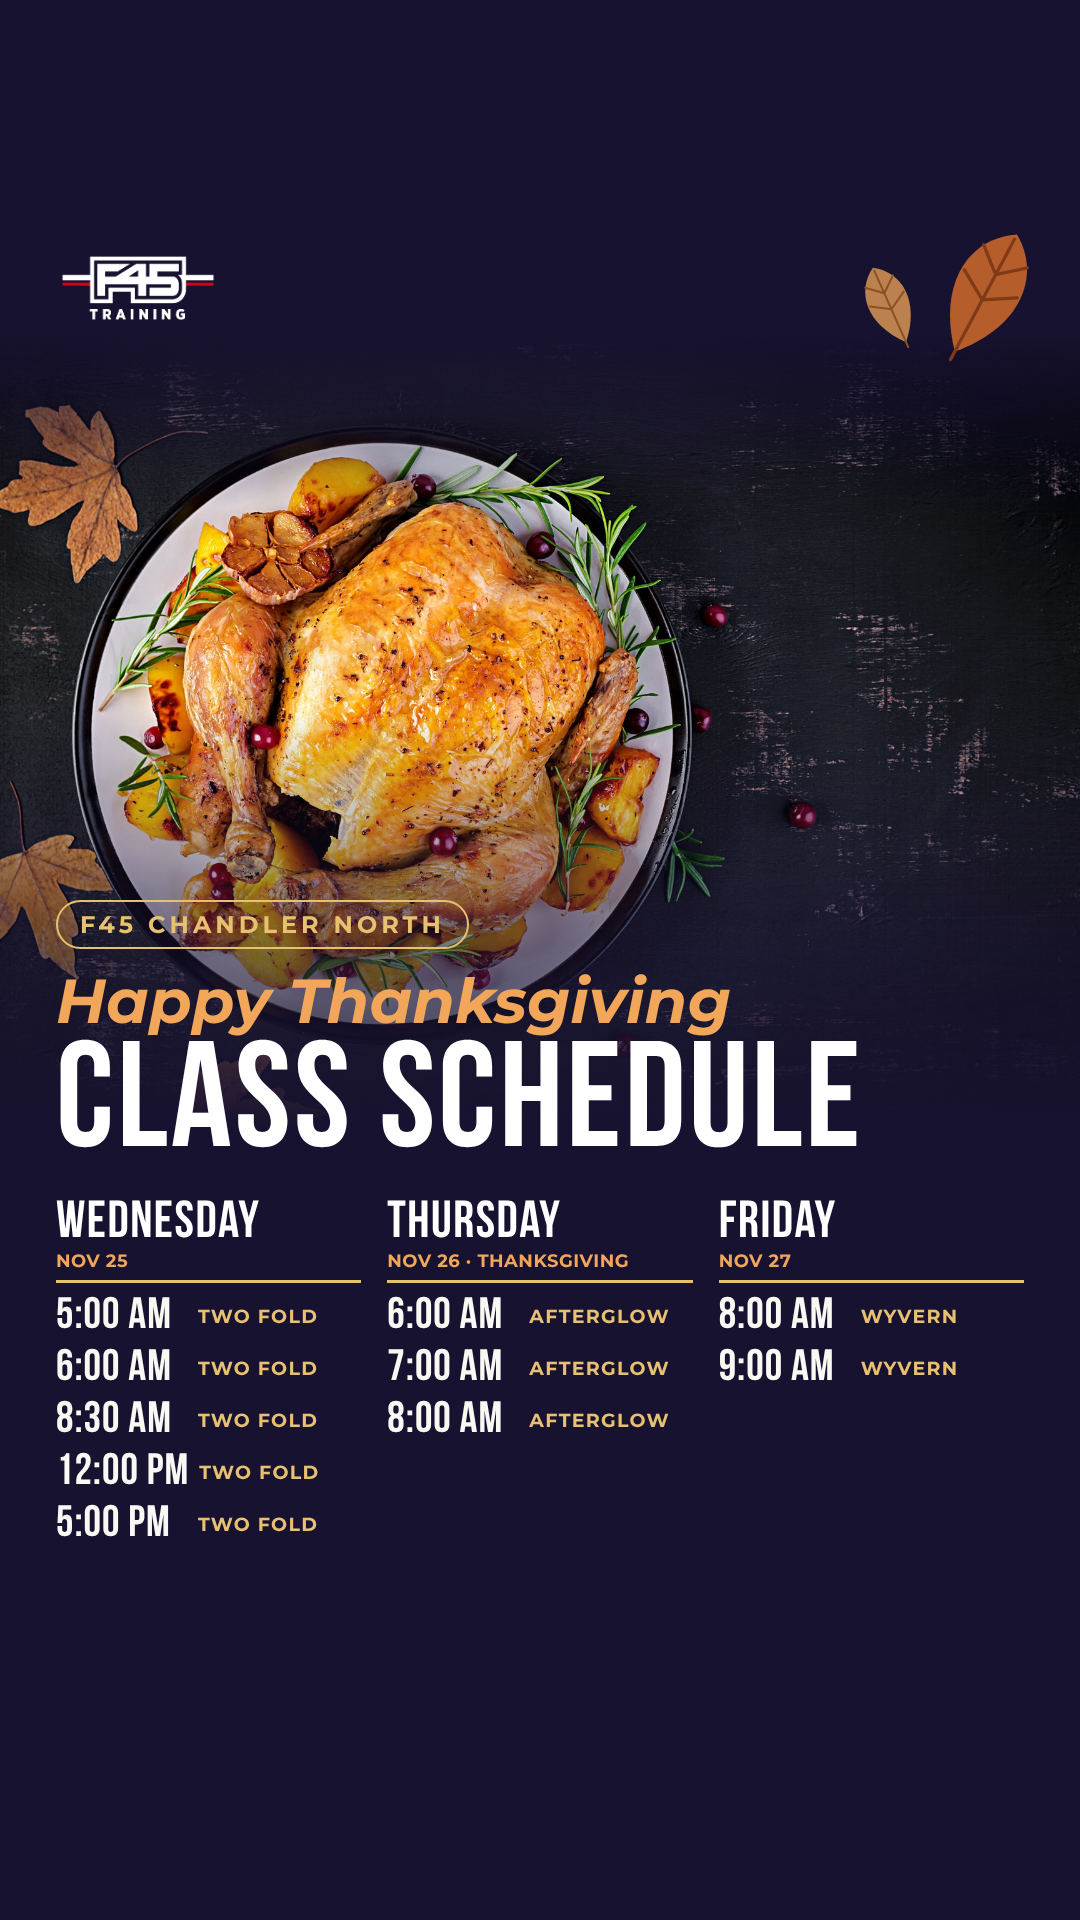 F45
TRAINING
F45 CHANDLER NORTH
Happy Thanksgiving
CLASS SCHEDULE
WEDNESDAY
NOV 25
5:00 AM TWO FOLD
6:00 AM TWO FOLD
8:30 AM TWO FOLD
12:00 PM TWO FOLD
5:00 PM TWO FOLD
THURSDAY
NOV 26 · THANKSGIVING
6:00 AM AFTERGLOW
7:00 AM AFTERGLOW
8:00 AM AFTERGLOW
FRIDAY
NOV 27
8:00 AM WYVERN
9:00 AM WYVERN